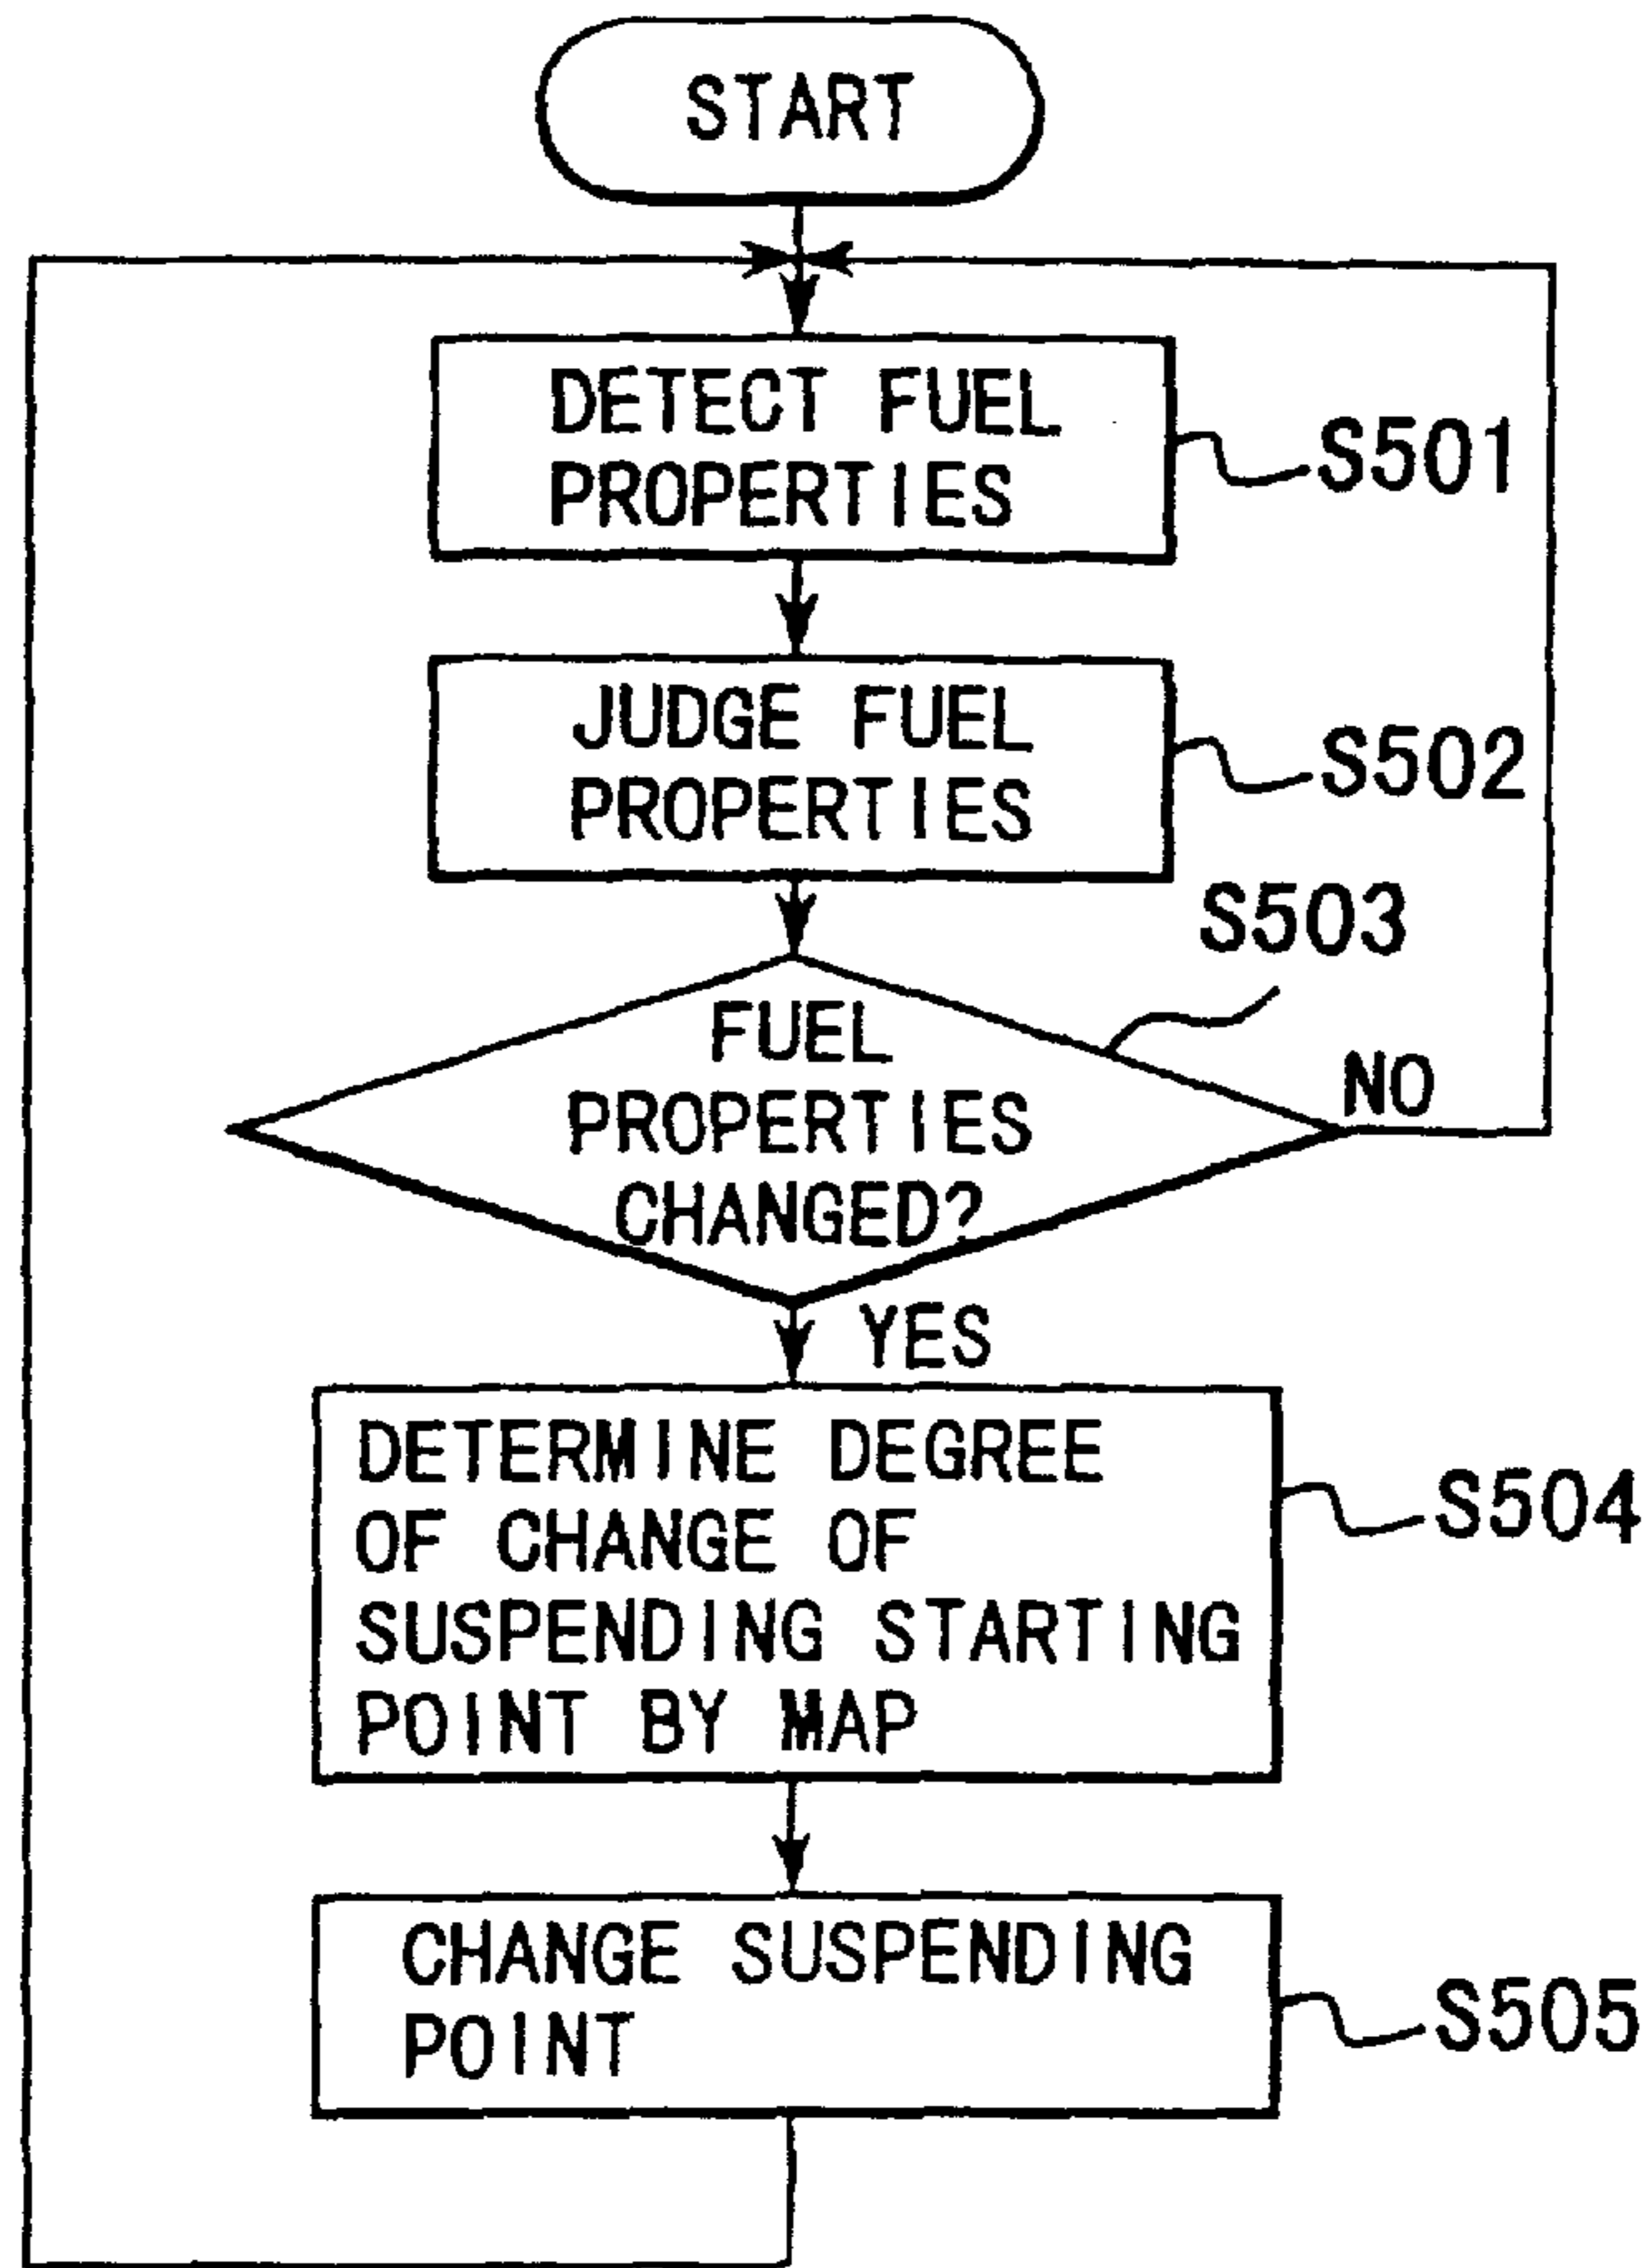 START
DETECT FUEL
PROPERTIES
S501
JUDGE FUEL
PROPERTIES
S502
S503
FUEL
PROPERTIES
CHANGED?
NO
YES
DETERMINE DEGREE
OF CHANGE OF
SUSPENDING STARTING
POINT BY MAP
S504
CHANGE SUSPENDING
POINT
S505